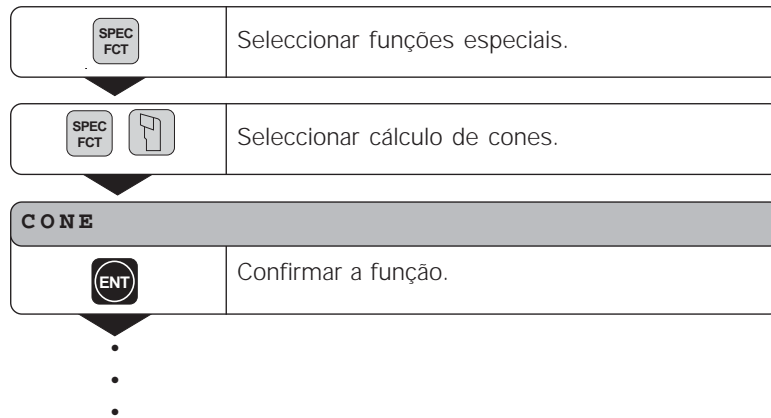 SPEC
FCT
Seleccionar funções especiais.
SPEC
FCT
Seleccionar cálculo de cones.
CONE
ENT
Confirmar a função.